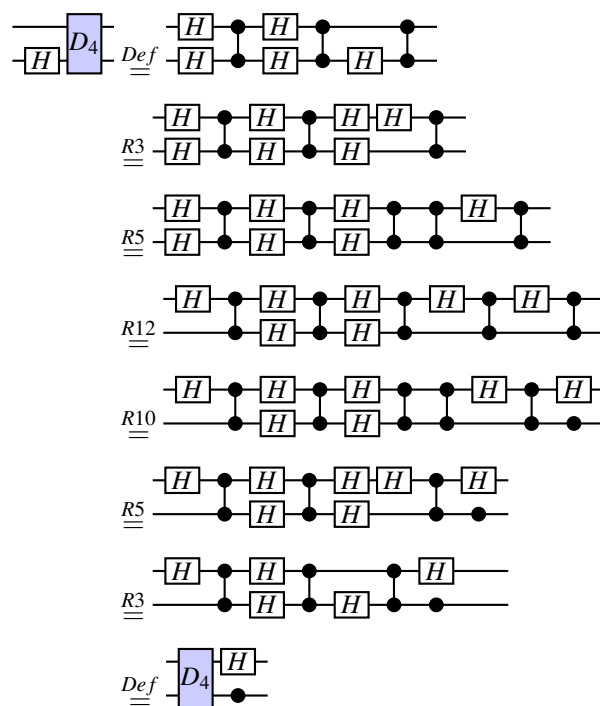 H H
H D₄ Def = H H H
H H H H
R3 = H H H
H H H H
R5 = H H H
H H H H H
R12 = H H
H H H H H
R10 = H H
H H H H H
R5 = H H
H H H
R3 = H H
H
Def = D₄